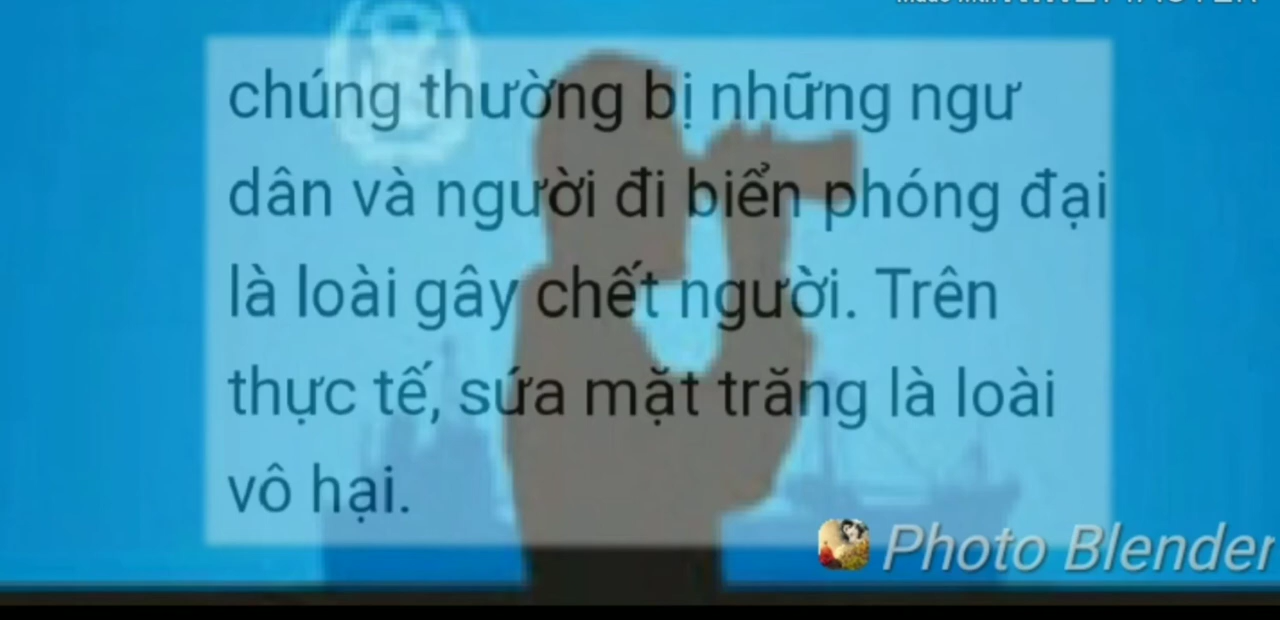 chúng thường bị những ngư
dân và người đi biển phóng đại
là loài gây chết người. Trên
thực tế, sứa mặt trăng là loài
vô hại.
Photo Blender